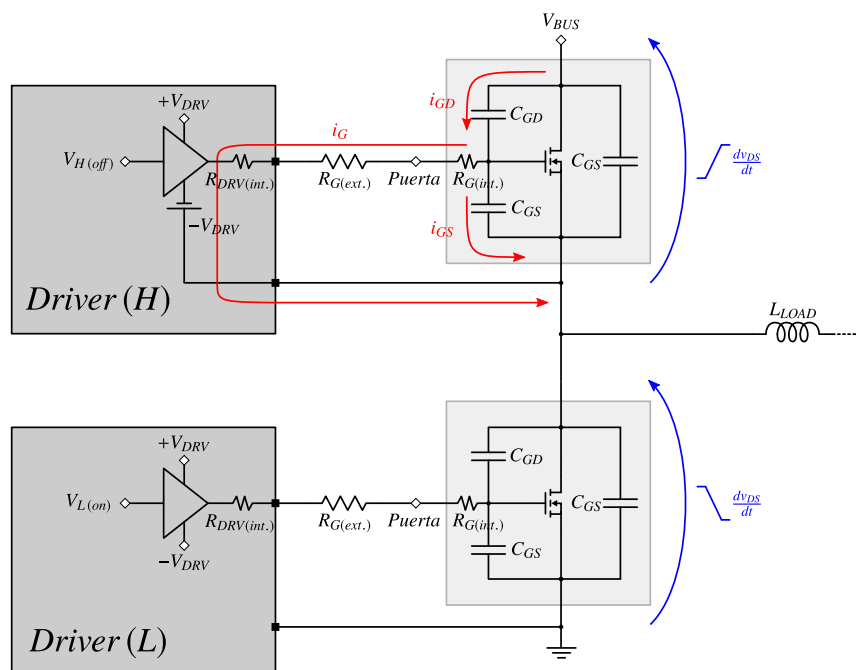 V_BUS
+V_DRV
i_GD
C_GD
i_G
V_H(off)
R_DRV(int.)
R_G(ext.)
Puerta
R_G(int.)
C_GS
dv_DS/dt
C_GS
i_GS
−V_DRV
Driver (H)
L_LOAD
+V_DRV
C_GD
V_L(on)
R_DRV(int.)
R_G(ext.)
Puerta
R_G(int.)
C_GS
dv_DS/dt
C_GS
−V_DRV
Driver (L)